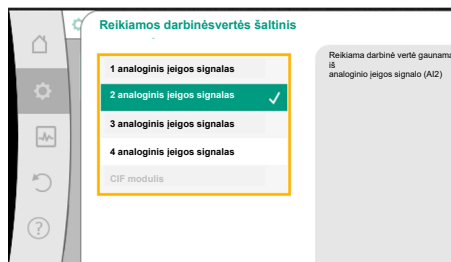 Reikiamos darbinėsvertės šaltinis
1 analoginis įeigos signalas
2 analoginis įeigos signalas
3 analoginis įeigos signalas
4 analoginis įeigos signalas
CIF modulis
Reikiama darbinė vertė gaunama
iš
analoginio įeigos signalo (AI2)